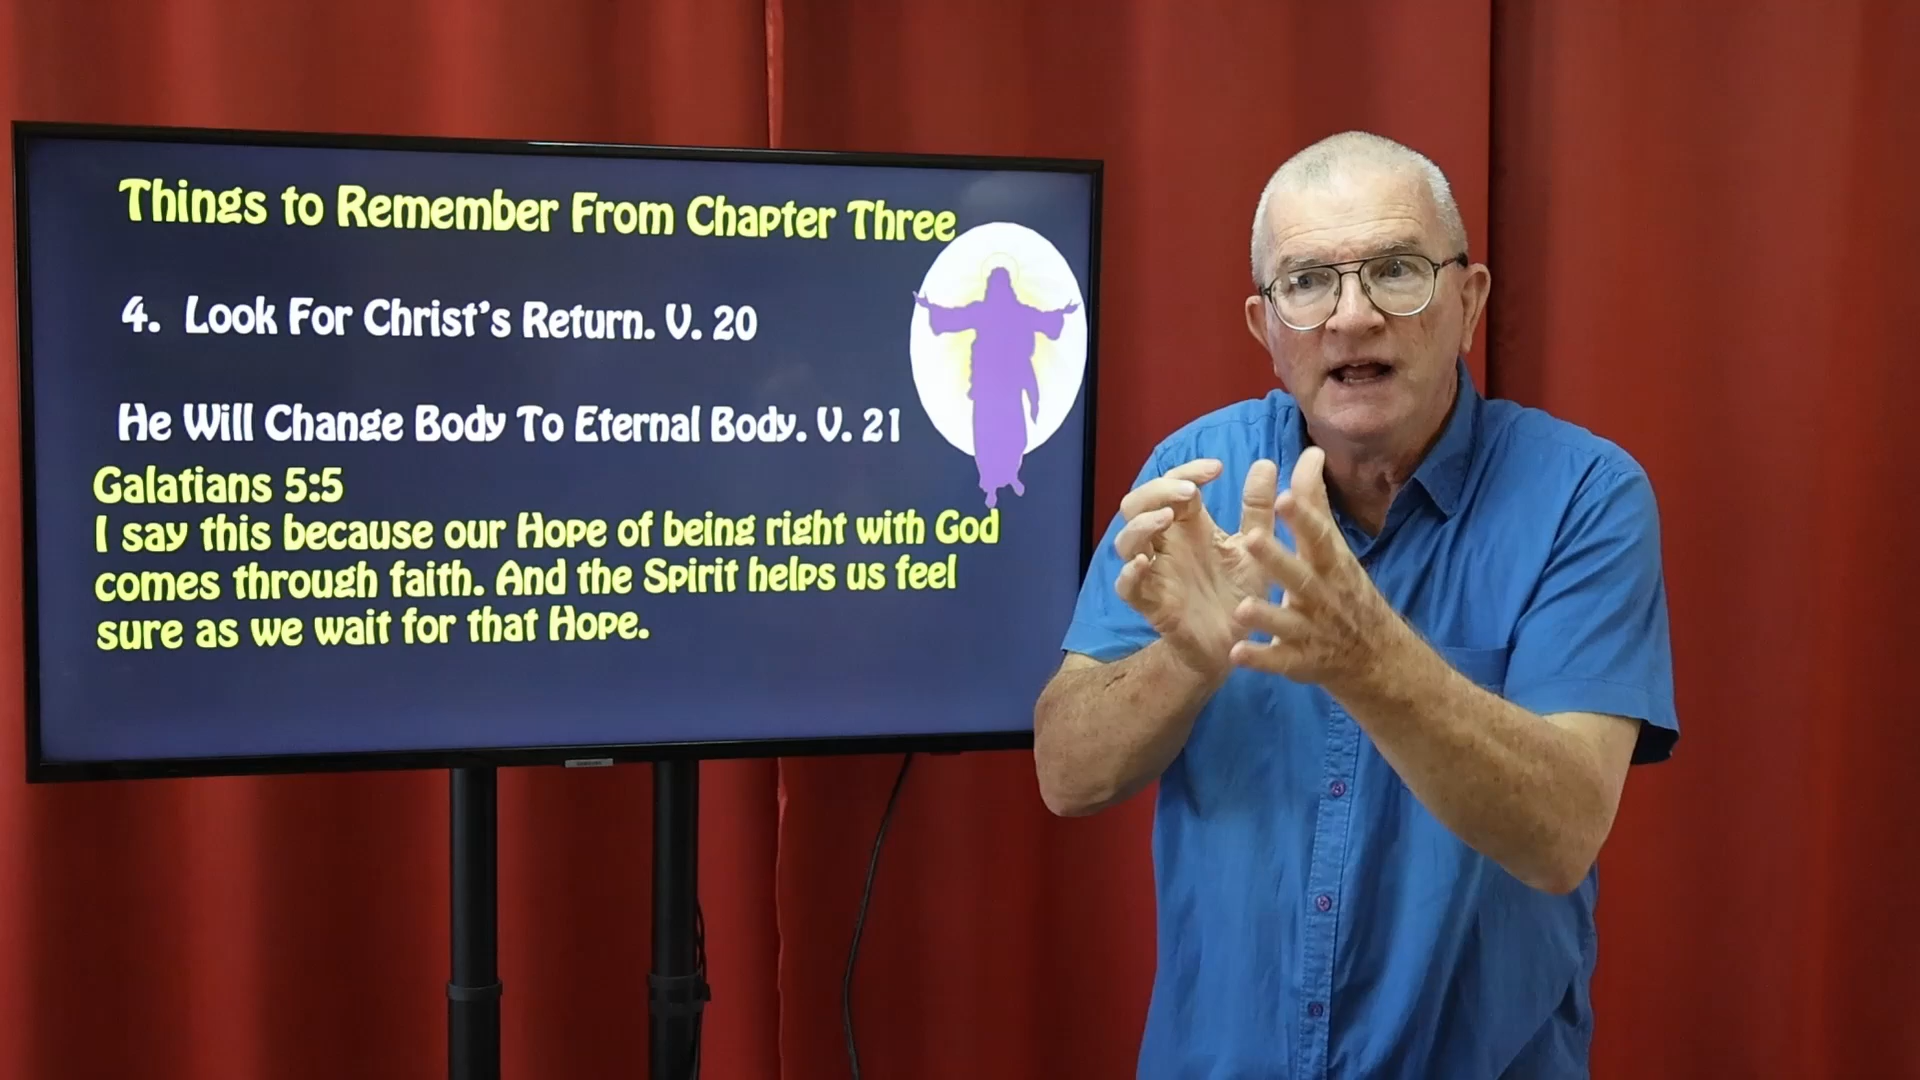 Things to Remember From Chapter Three
4. Look For Christ's Return. V. 20
He Will Change Body To Eternal Body. V. 21
Galatians 5:5
I say this because our Hope of being right with God
comes through faith. And the Spirit helps us feel
sure as we wait for that Hope.